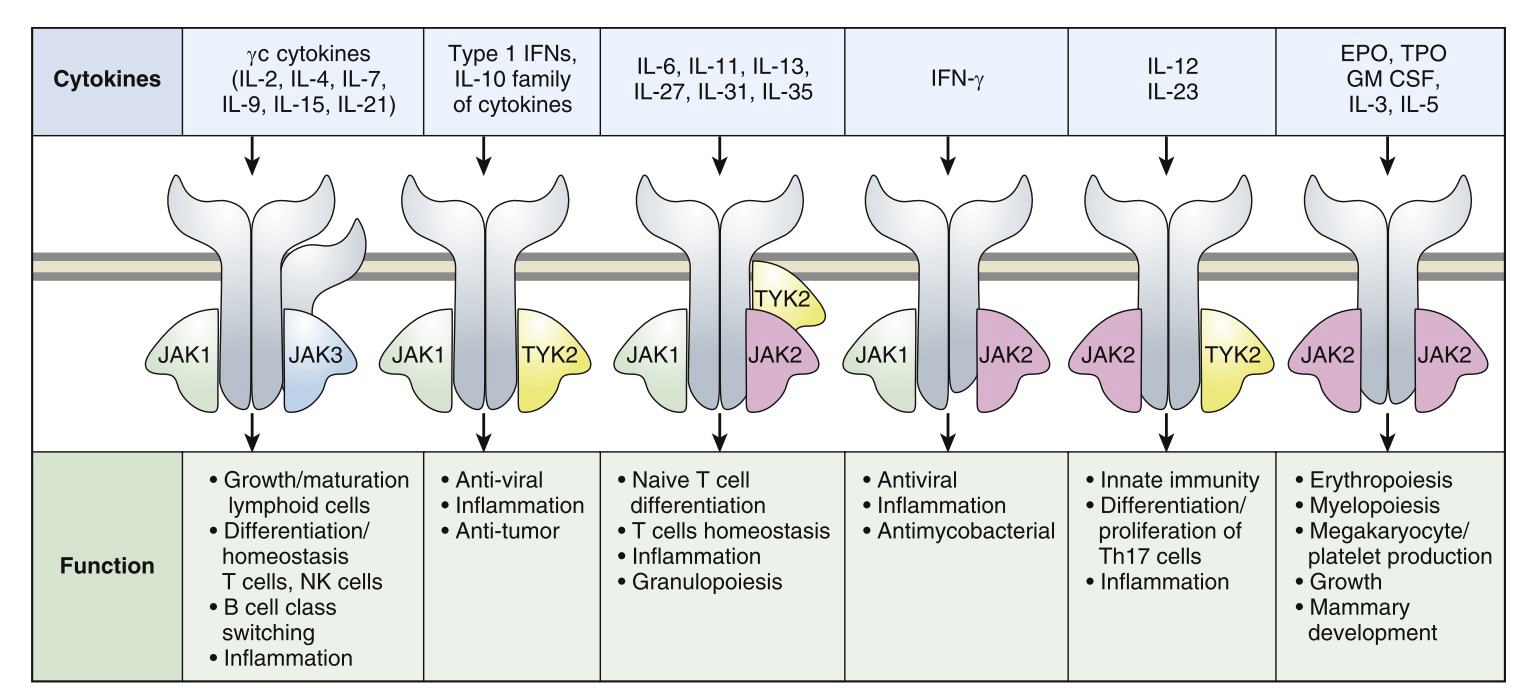 Cytokines
γc cytokines
(IL-2, IL-4, IL-7,
IL-9, IL-15, IL-21)
Type 1 IFNs,
IL-10 family
of cytokines
IL-6, IL-11, IL-13,
IL-27, IL-31, IL-35
IFN-γ
IL-12
IL-23
EPO, TPO
GM CSF,
IL-3, IL-5
JAK1
JAK3
JAK1
TYK2
JAK1
TYK2
JAK2
JAK1
JAK2
JAK2
TYK2
JAK2
JAK2
Function
• Growth/maturation
lymphoid cells
• Differentiation/
homeostasis
T cells, NK cells
• B cell class
switching
• Inflammation
• Anti-viral
• Inflammation
• Anti-tumor
• Naive T cell
differentiation
• T cells homeostasis
• Inflammation
• Granulopoiesis
• Antiviral
• Inflammation
• Antimycobacterial
• Innate immunity
• Differentiation/
proliferation of
Th17 cells
• Inflammation
• Erythropoiesis
• Myelopoiesis
• Megakaryocyte/
platelet production
• Growth
• Mammary
development